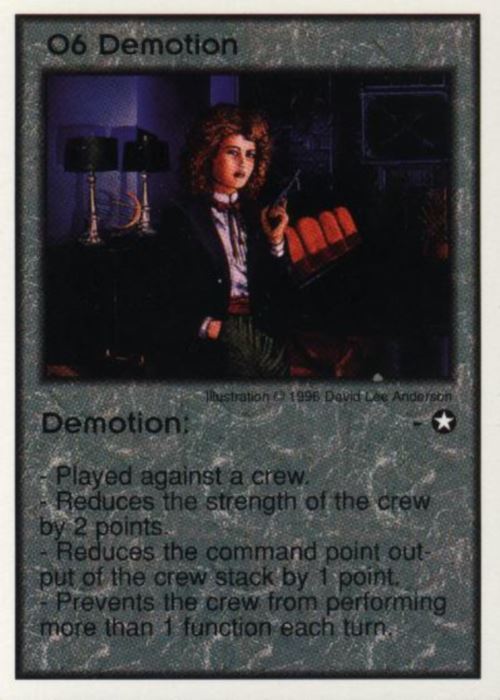 O6 Demotion
Illustration © 1996 David Lee Anderson
Demotion: -
- Played against a crew.
- Reduces the strength of the crew
by 2 points.
- Reduces the command point out-
put of the crew stack by 1 point.
- Prevents the crew from performing
more than 1 function each turn.